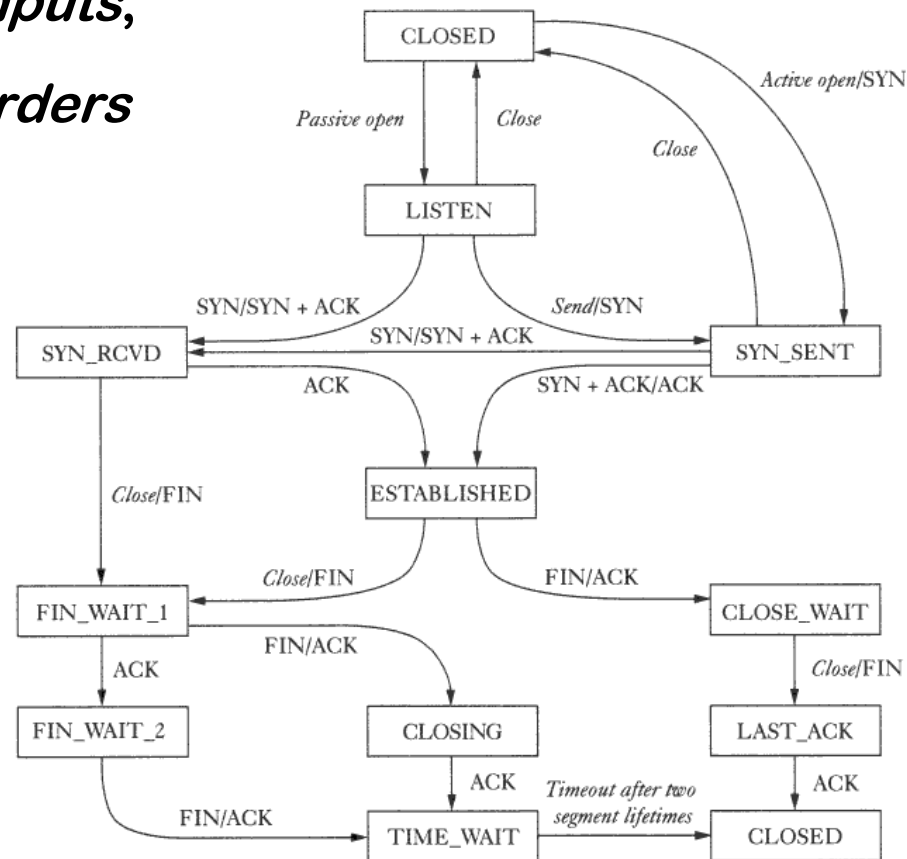 nputs,
rders
CLOSED
Active open/SYN
Passive open
Close
Close
LISTEN
SYN/SYN + ACK
Send/SYN
SYN/SYN + ACK
SYN_RCVD
SYN_SENT
ACK
SYN + ACK/ACK
ESTABLISHED
Close/FIN
Close/FIN
FIN/ACK
FIN_WAIT_1
CLOSE_WAIT
FIN/ACK
ACK
Close/FIN
FIN_WAIT_2
CLOSING
LAST_ACK
ACK
Timeout after two
segment lifetimes
ACK
FIN/ACK
TIME_WAIT
CLOSED